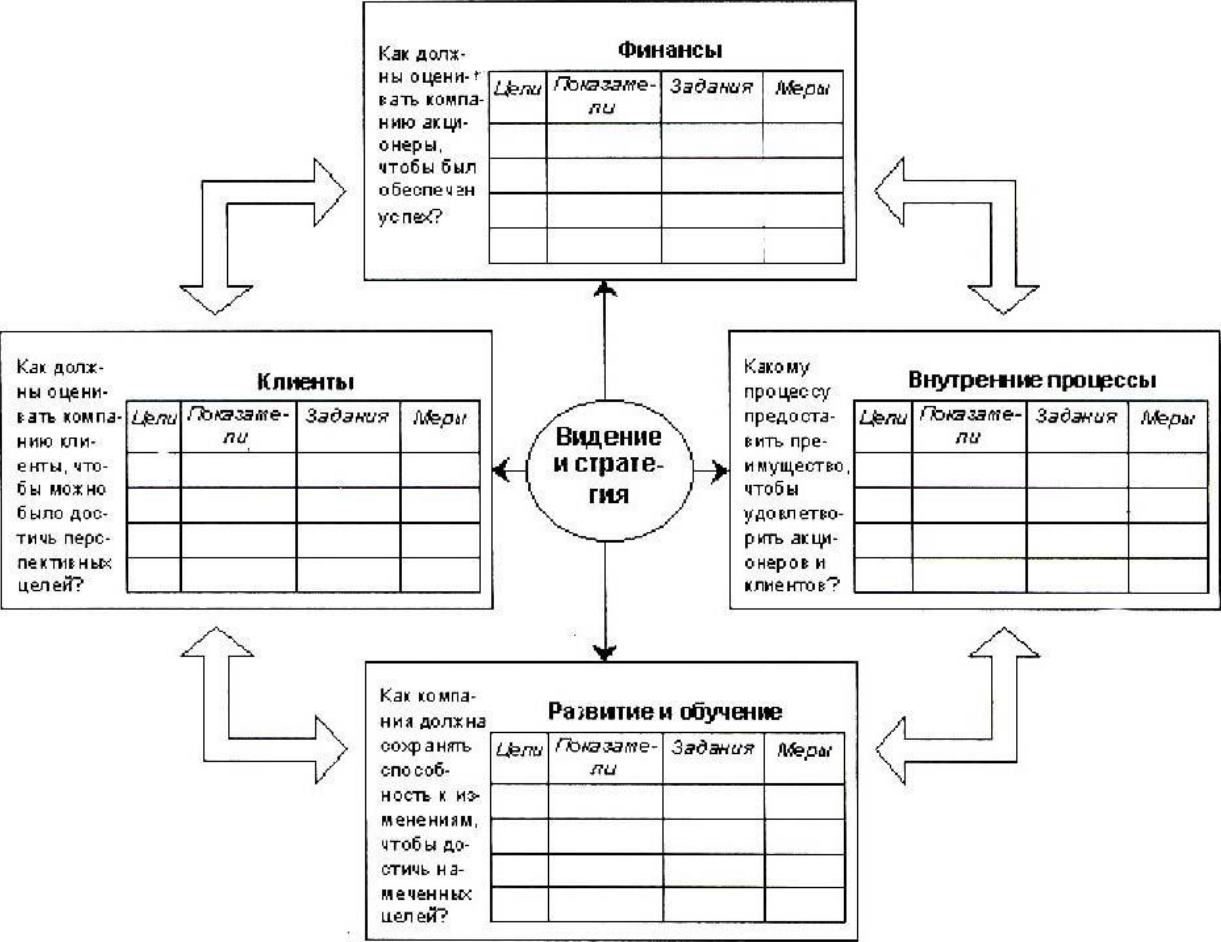 Финансы
Как долж-
ны оцени-
вать компа-
нию акци-
онеры,
чтобы был
обеспечен
успех?
Цели Показате- Задания Меры
ли
Клиенты
Как долж-
ны оцени-
вать компа-
нию кли-
енты, что-
бы можно
было дос-
тичь перс-
пективных
целей?
Цели Показате- Задания Меры
ли
Видение
и страте-
гия
Внутренние процессы
Какому
процессу
предоста-
вить пре-
имущество,
чтобы
удовлетво-
рить акци-
онеров и
клиентов?
Цели Показате- Задания Меры
ли
Развитие и обучение
Как компа-
ния должна
сохранять
способ-
ность к из-
менениям,
чтобы до-
стичь на-
меченных
целей?
Цели Показате- Задания Меры
ли